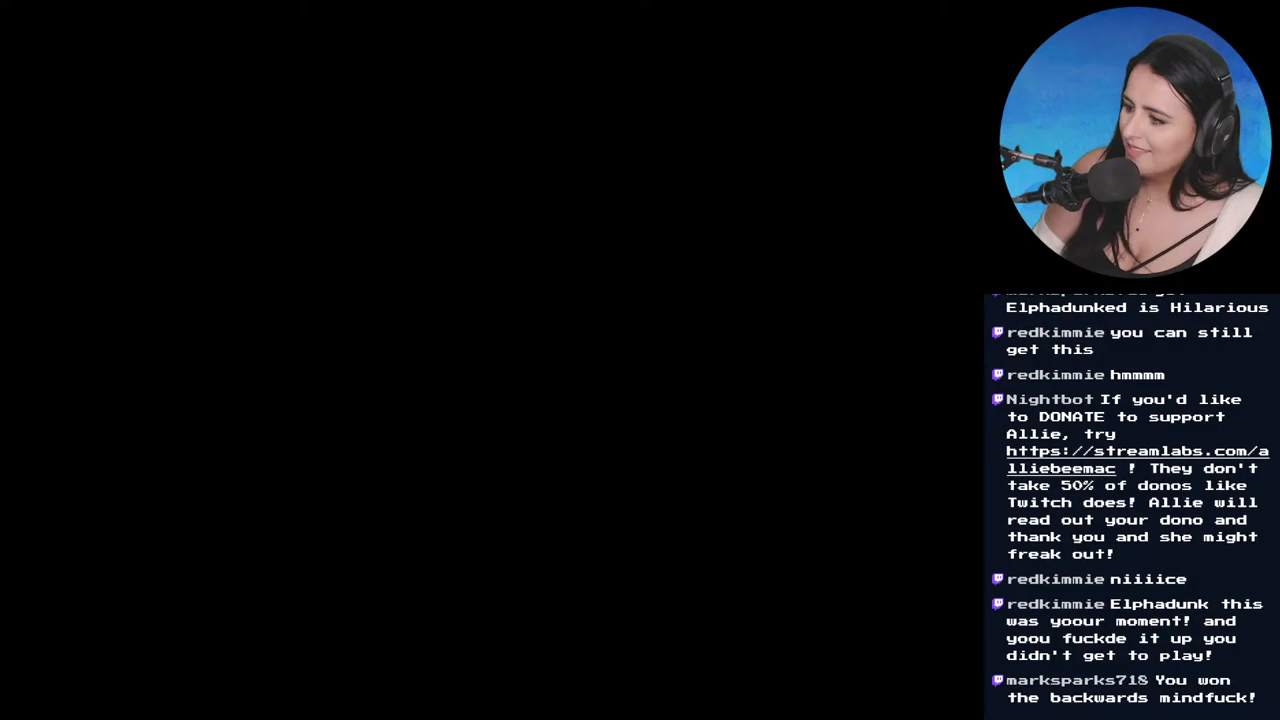 Elphadunked is Hilarious
redkimmie you can still
get this
redkimmie hmmmm
Nightbot If you'd like
to DONATE to support
Allie, try
https://streamlabs.com/a
lliebeemac ! They don't
take 50% of donos like
Twitch does! Allie will
read out your dono and
thank you and she might
freak out!
redkimmie niiiice
redkimmie Elphadunk this
was yoour moment! and
yoou fuckde it up you
didn't get to play!
marksparks718 You won
the backwards mindfuck!